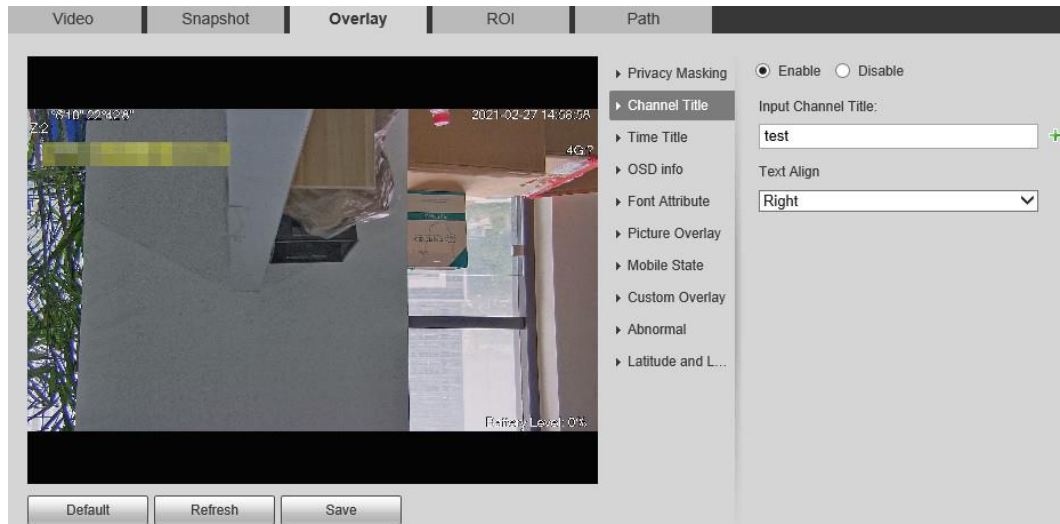 Video Snapshot Overlay ROI Path
2021-02-27 14:58:58
Z:2
4G:?
Battery Level: 0%
Privacy Masking
Channel Title
Time Title
OSD info
Font Attribute
Picture Overlay
Mobile State
Custom Overlay
Abnormal
Latitude and L...
Enable Disable
Input Channel Title:
test
Text Align
Right
Default Refresh Save